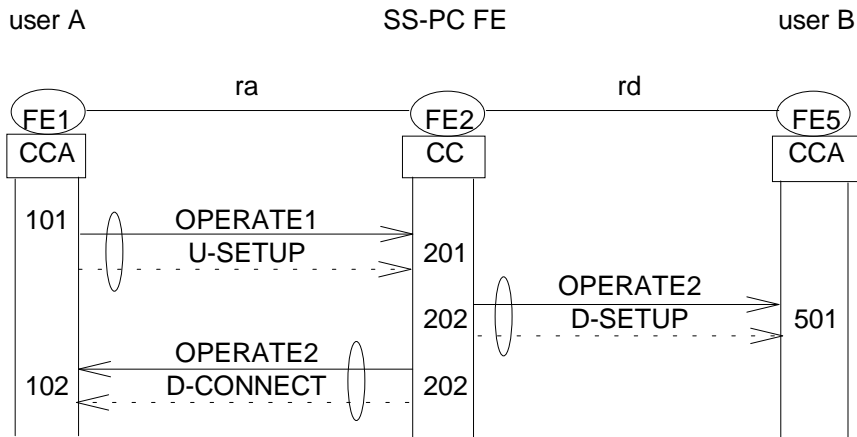 user A SS-PC FE user B
ra rd
FE1 FE2 FE5
CCA CC CCA
101 OPERATE1
U-SETUP 201
OPERATE2
202 D-SETUP 501
OPERATE2
102 D-CONNECT 202